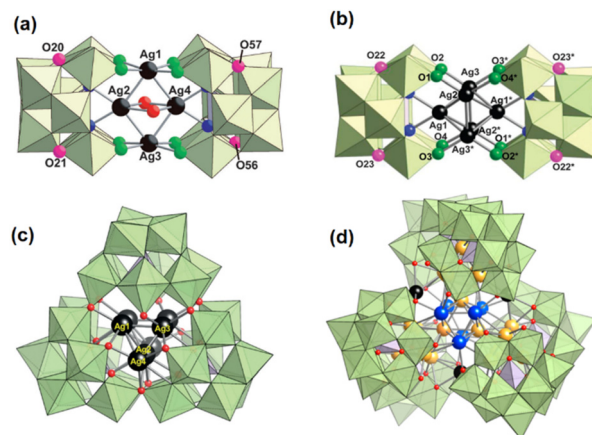 (a)
O20
Ag1
O57
Ag2
Ag4
O21
Ag3
O56
(b)
O22
O2
Ag3
O3*
O23*
O1
O4*
Ag2
Ag1*
Ag1
Ag2*
O4
O1*
O23
O3
Ag3*
O2*
O22*
(c)
Ag1
Ag3
Ag2
Ag4
(d)